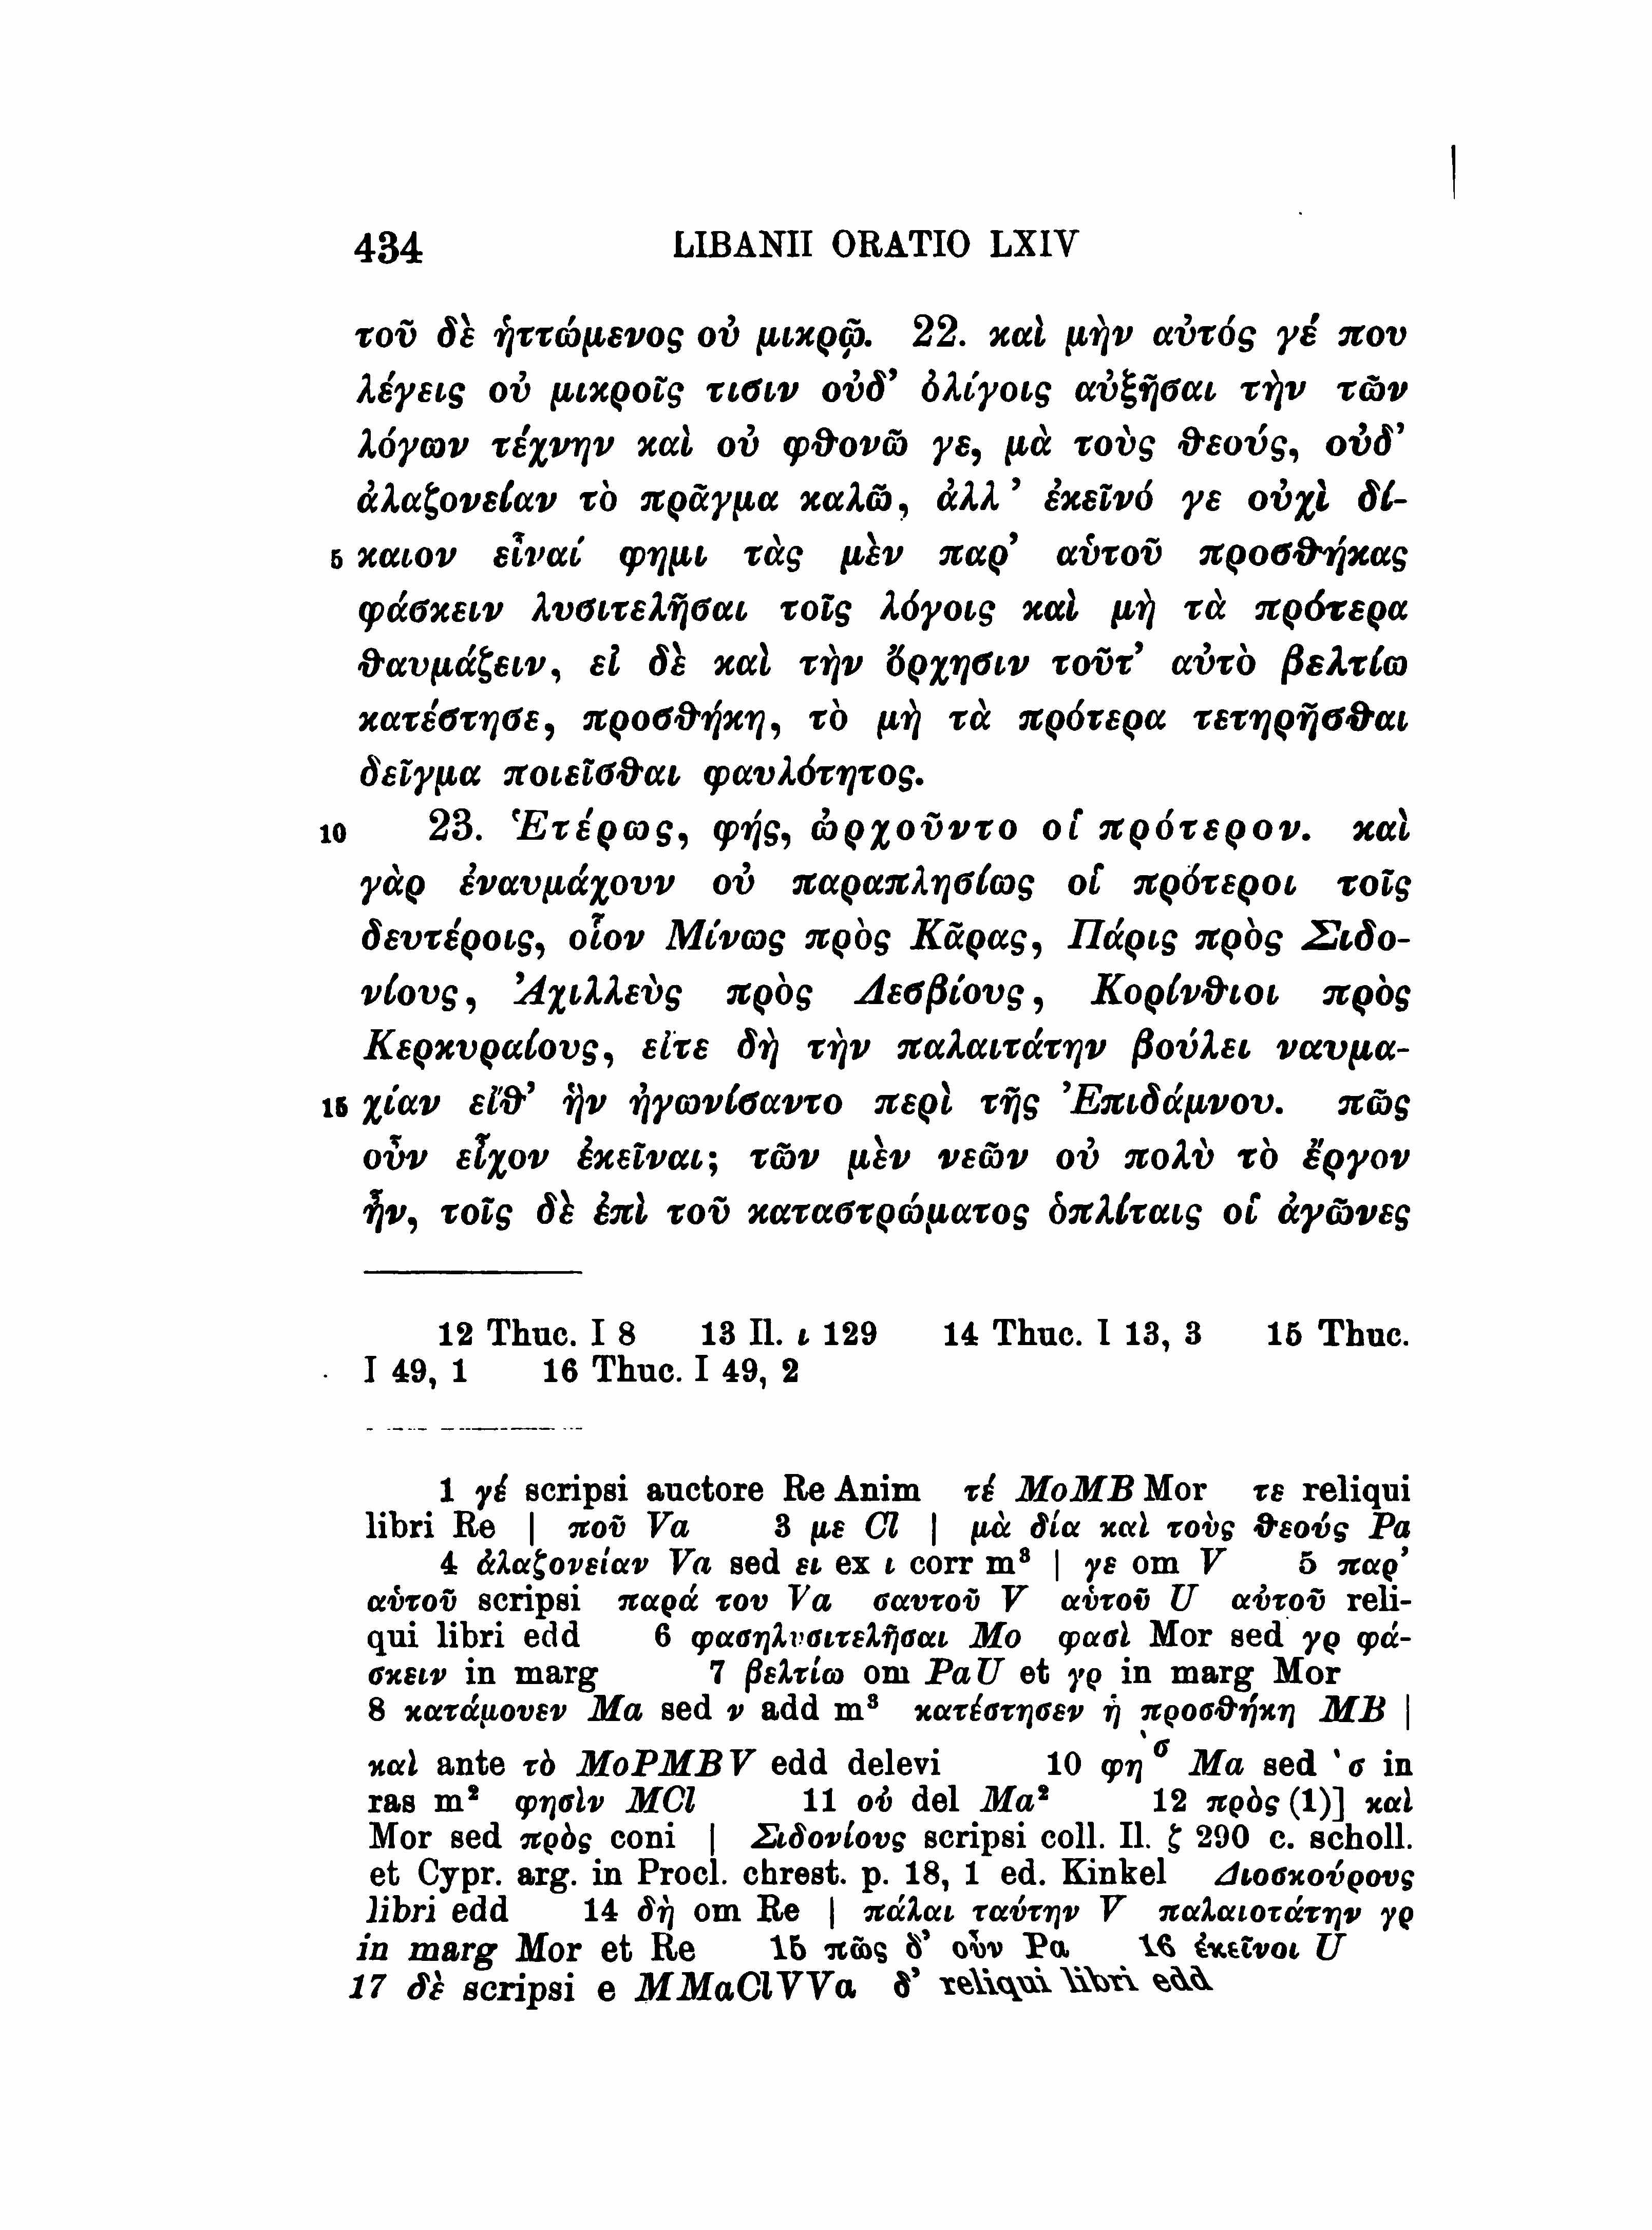 434 LIBANII ORATIO LXIV
τοῦ δὲ ἡττώμενος οὐ μικρῷ. 22. καὶ μὴν αὐτός γέ που
λέγεις οὐ μικροῖς τισιν οὐδ’ ὀλίγοις αὐξῆσαι τὴν τῶν
λόγων τέχνην καὶ οὐ φθονῶ γε, μὰ τοὺς θεούς, οὐδ’
ἀλαζονείαν τὸ πρᾶγμα καλῶ, ἀλλ’ ἐκεῖνό γε οὐχὶ δί-
5 καιον εἶναί φημι τὰς μὲν παρ’ αὑτοῦ προσθήκας
φάσκειν λυσιτελῆσαι τοῖς λόγοις καὶ μὴ τὰ πρότερα
θαυμάζειν, εἰ δὲ καὶ τὴν ὄρχησιν τοῦτ’ αὐτὸ βελτίω
κατέστησε, προσθήκη, τὸ μὴ τὰ πρότερα τετηρῆσθαι
δεῖγμα ποιεῖσθαι φαυλότητος.
10 23. Ἑτέρως, φής, ὠρχοῦντο οἱ πρότερον. καὶ
γὰρ ἐναυμάχουν οὐ παραπλησίως οἱ πρότεροι τοῖς
δευτέροις, οἷον Μίνως πρὸς Κᾶρας, Πάρις πρὸς Σιδο-
νίους, Ἀχιλλεὺς πρὸς Λεσβίους, Κορίνθιοι πρὸς
Κερκυραίους, εἴτε δὴ τὴν παλαιτάτην βούλει ναυμα-
15 χίαν εἴθ’ ἣν ἠγωνίσαντο περὶ τῆς Ἐπιδάμνου. πῶς
οὖν εἶχον ἐκεῖναι; τῶν μὲν νεῶν οὐ πολὺ τὸ ἔργον
ἦν, τοῖς δὲ ἐπὶ τοῦ καταστρώματος ὁπλίταις οἱ ἀγῶνες
12 Thuc. I 8 13 Il. ι 129 14 Thuc. I 13, 3 15 Thuc.
I 49, 1 16 Thuc. I 49, 2
1 γέ scripsi auctore Re Anim τέ MoMB Mor τε reliqui
libri Re | ποῦ Va 3 με Cl | μὰ δία καὶ τοὺς θεούς Pa
4 ἀλαζονείαν Va sed ει ex ι corr m³ | γε om V 5 παρ’
αὑτοῦ scripsi παρά του Va σαυτοῦ V αὑτοῦ U αὐτοῦ reli-
qui libri edd 6 φασηλυσιτελῆσαι Mo φασὶ Mor sed γρ φά-
σκειν in marg 7 βελτίω om PaU et γρ in marg Mor
8 κατάμουεν Ma sed ν add m³ κατέστησεν ἡ προσθήκη MB |
καὶ ante τὸ MoPMBV edd delevi 10 φη`σ Ma sed `σ in
ras m² φησὶν MCl 11 οὐ del Ma² 12 πρὸς (1)] καὶ
Mor sed πρὸς coni | Σιδονίους scripsi coll. Il. ζ 290 c. scholl.
et Cypr. arg. in Procl. chrest. p. 18, 1 ed. Kinkel Διοσκούρους
libri edd 14 δὴ om Re | πάλαι ταύτην V παλαιοτάτην γρ
in marg Mor et Re 15 πῶς δ’ οὖν Pa 16 ἐκεῖνοι U
17 δὲ scripsi e MMaClVVa δ’ reliqui libri edd